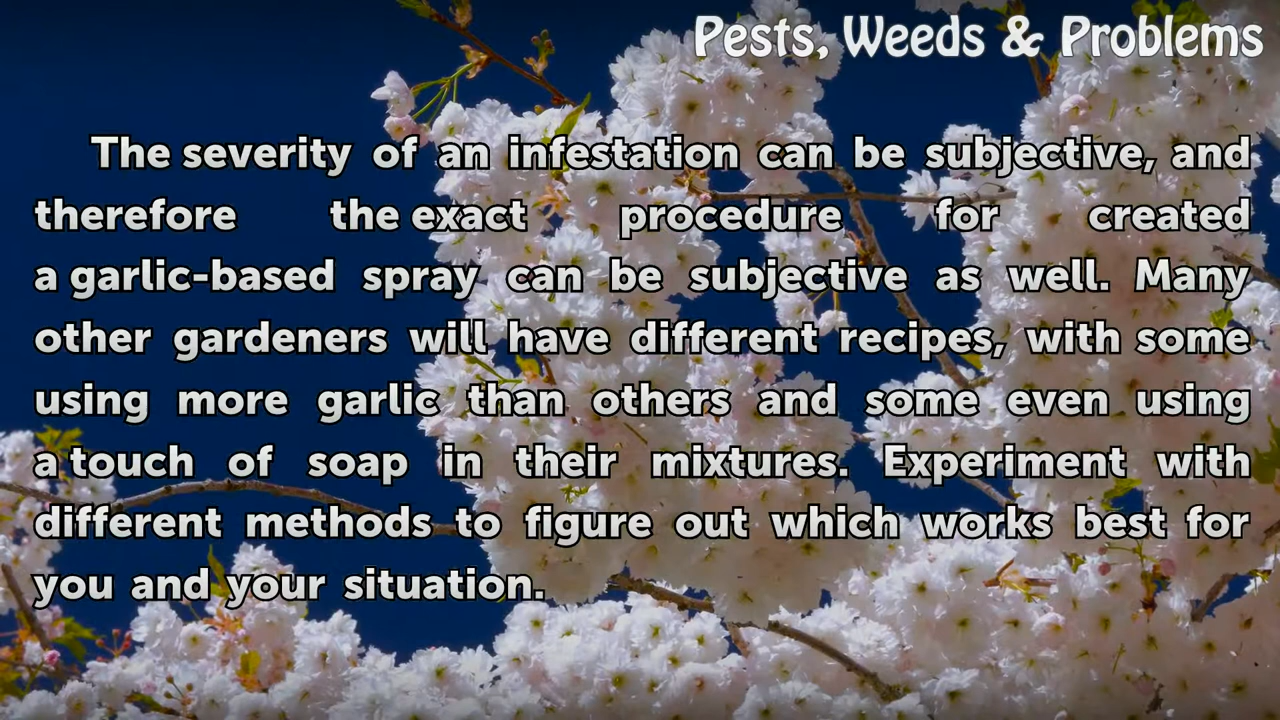 Pests, Weeds & Problems
The severity of an infestation can be subjective, and
therefore the exact procedure for created
a garlic-based spray can be subjective as well. Many
other gardeners will have different recipes, with some
using more garlic than others and some even using
a touch of soap in their mixtures. Experiment with
different methods to figure out which works best for
you and your situation.